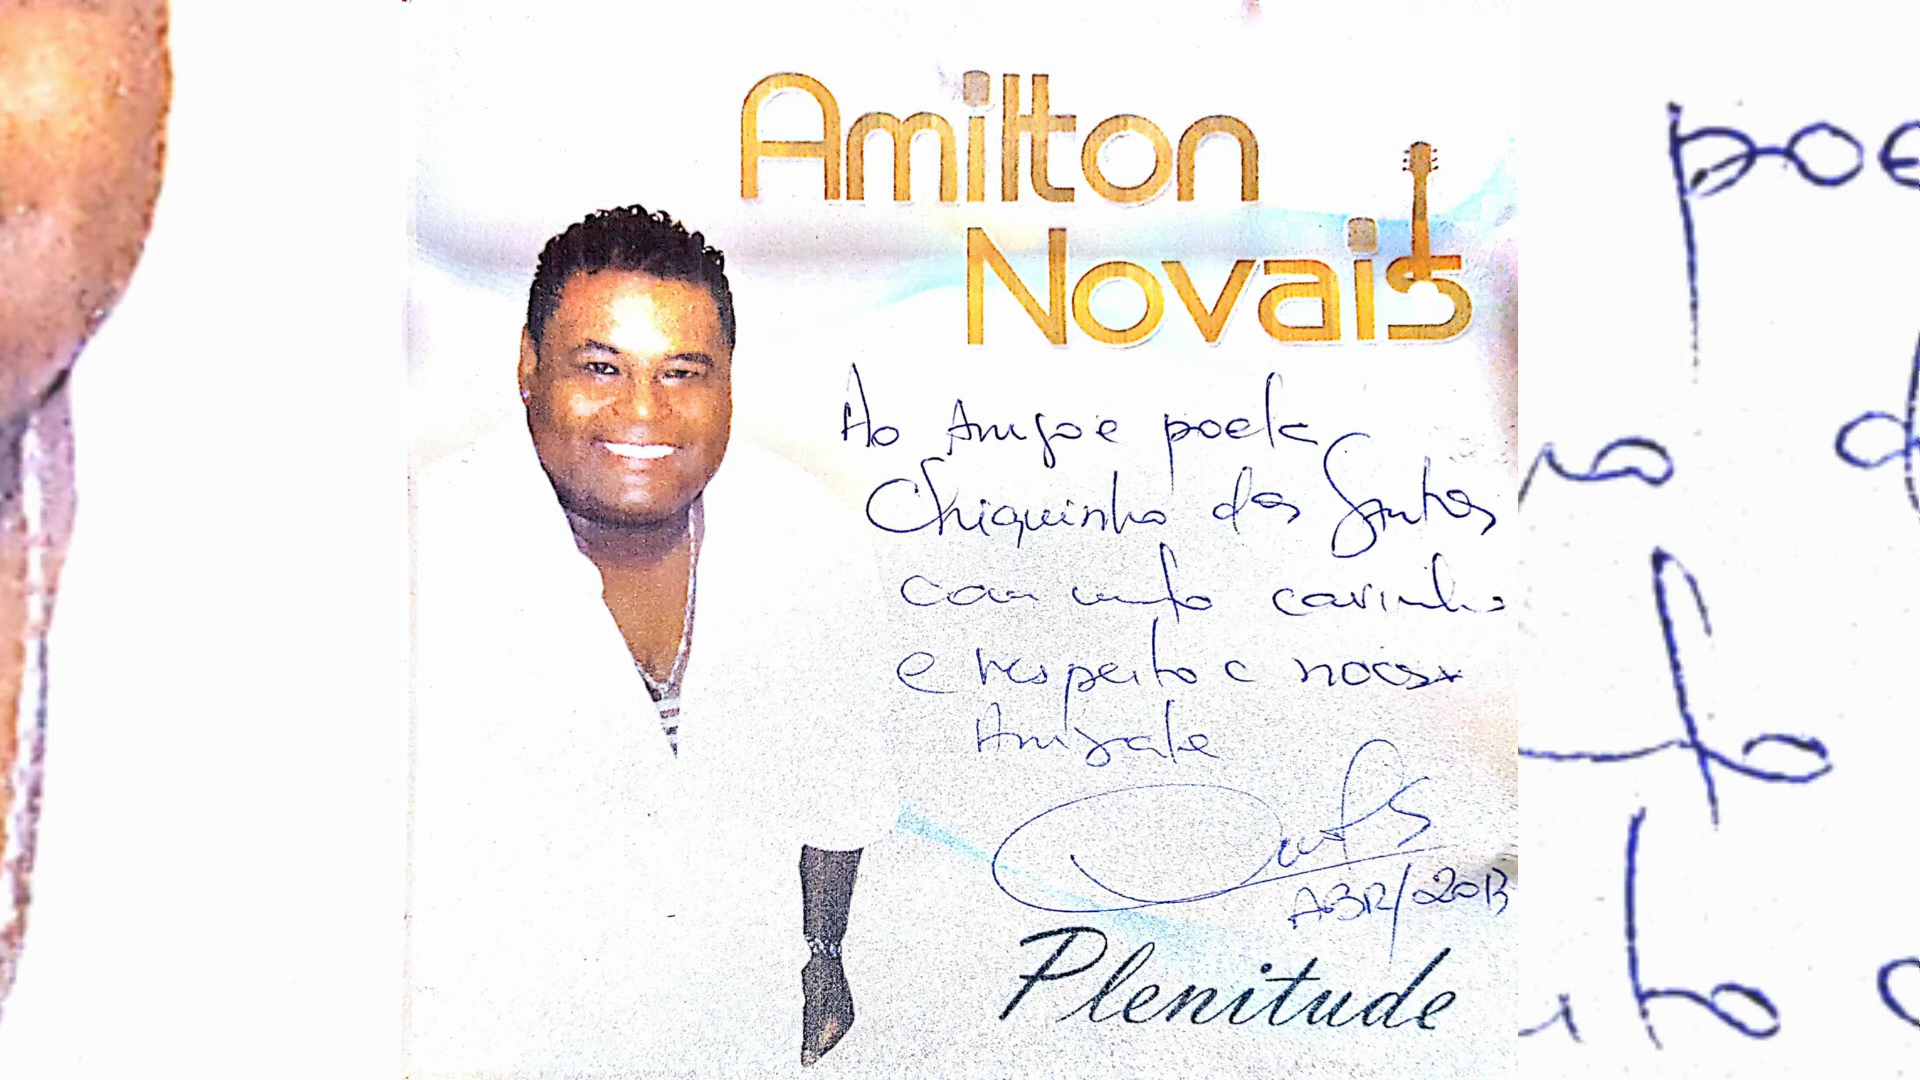 Amilton
Novais
Ao Amigo e poeta
Chiquinho dos Santos
com muito carinho
e respeito a nossa
Amizade
ABR/2013
Plenitude